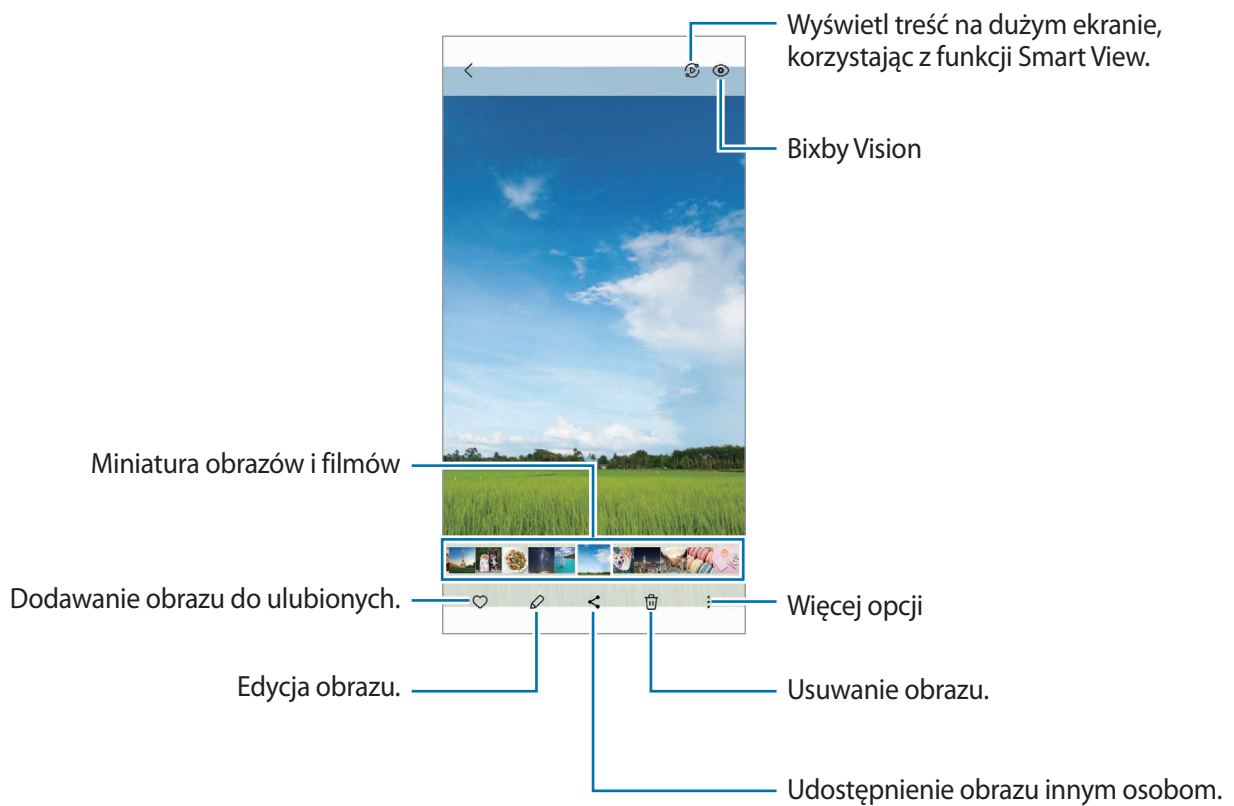 Wyświetl treść na dużym ekranie,
korzystając z funkcji Smart View.
Bixby Vision
Miniatura obrazów i filmów
Dodawanie obrazu do ulubionych.
Więcej opcji
Edycja obrazu.
Usuwanie obrazu.
Udostępnienie obrazu innym osobom.